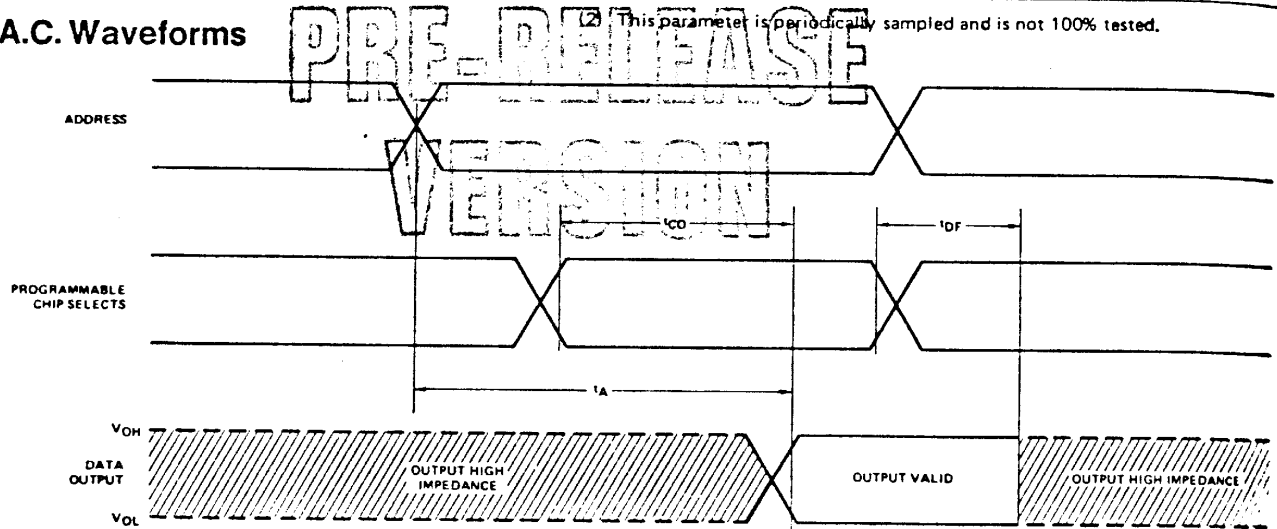 (2) This parameter is periodically sampled and is not 100% tested.
A.C. Waveforms
PRE-RELEASE
VERSION
ADDRESS
tCO
tDF
PROGRAMMABLE
CHIP SELECTS
tA
VOH
DATA
OUTPUT
VOL
OUTPUT HIGH
IMPEDANCE
OUTPUT VALID
OUTPUT HIGH IMPEDANCE